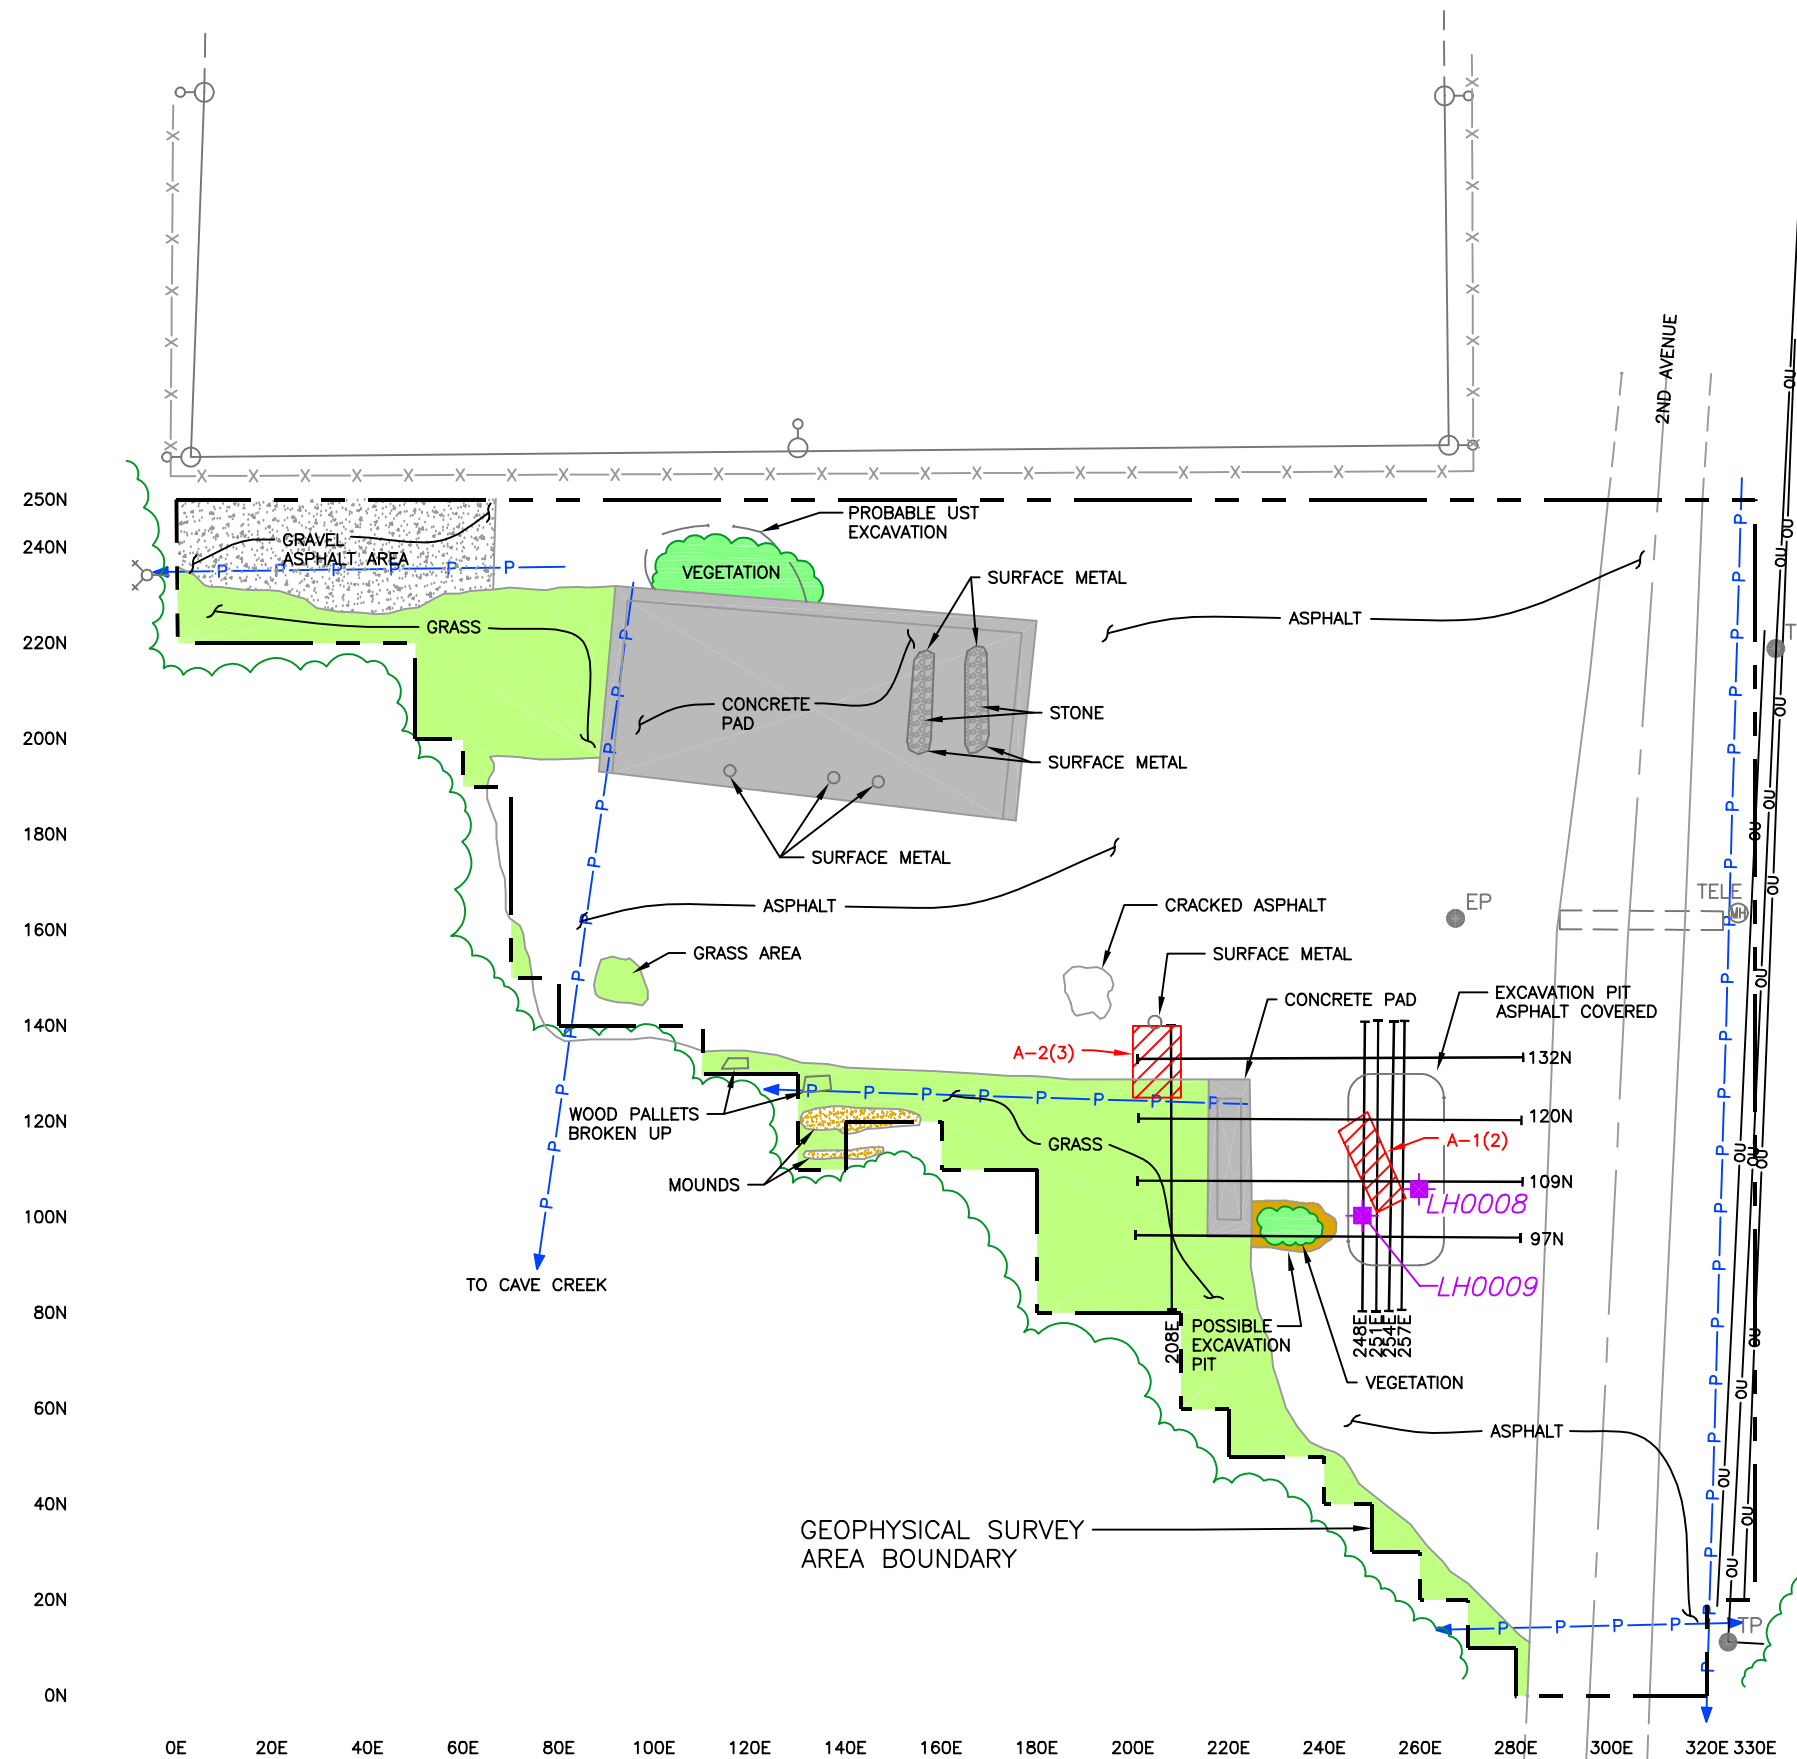 2ND AVENUE
OU
250N
PROBABLE UST
EXCAVATION
GRAVEL
ASPHALT AREA
240N
VEGETATION
SURFACE METAL
P P P P P P
GRASS
ASPHALT
220N
T
CONCRETE
PAD
STONE
200N
SURFACE METAL
180N
SURFACE METAL
TELE
MH
EP
ASPHALT
CRACKED ASPHALT
160N
GRASS AREA
SURFACE METAL
EXCAVATION PIT
ASPHALT COVERED
CONCRETE PAD
140N
A-2(3)
132N
WOOD PALLETS
BROKEN UP
P P P P P P P P
120N
120N
GRASS
A-1(2)
MOUNDS
109N
LH0008
100N
97N
TO CAVE CREEK
LH0009
80N
208E
248E
251E
254E
257E
POSSIBLE
EXCAVATION
PIT
VEGETATION
60N
ASPHALT
40N
GEOPHYSICAL SURVEY
AREA BOUNDARY
20N
P P P P
TP
0N
0E 20E 40E 60E 80E 100E 120E 140E 160E 180E 200E 220E 240E 260E 280E 300E 320E 330E